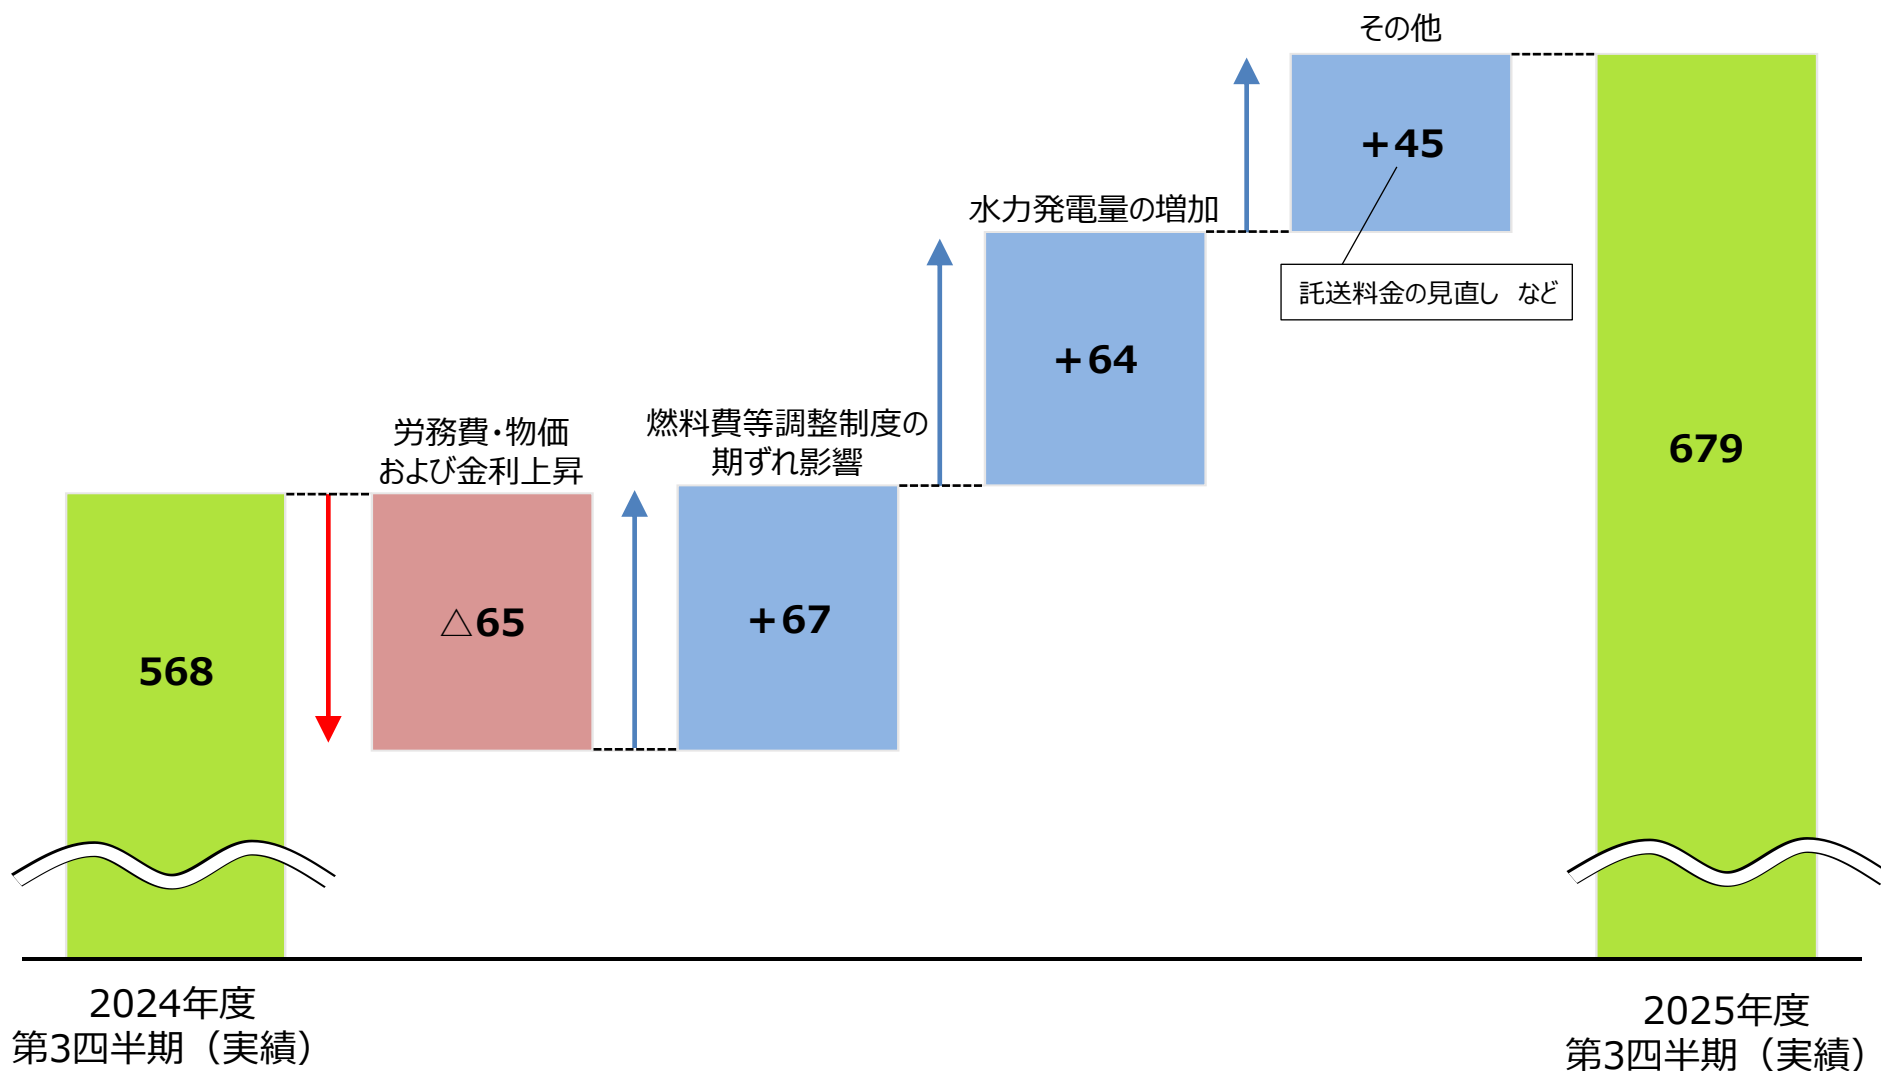 その他
+45
託送料金の見直し など
水力発電量の増加
+64
燃料費等調整制度の
期ずれ影響
+67
労務費・物価
および金利上昇
△65
568
679
2024年度
第3四半期（実績）
2025年度
第3四半期（実績）